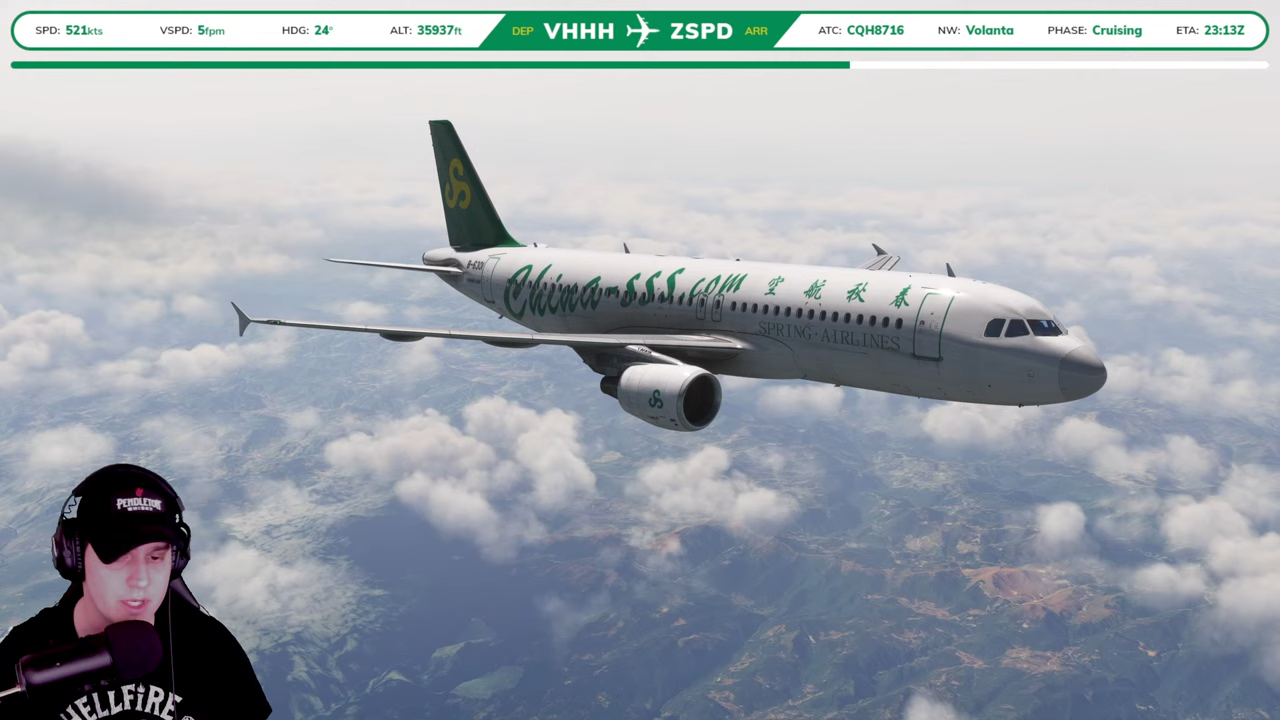 SPD: 521kts VSPD: 5fpm HDG: 24° ALT: 35937ft DEP VHHH ZSPD ARR ATC: CQH8716 NW: Volanta PHASE: Cruising ETA: 23:13Z
China-sss.com 空航秋春
SPRING·AIRLINES
PENDLETON
WHISKY
HELLFIRE